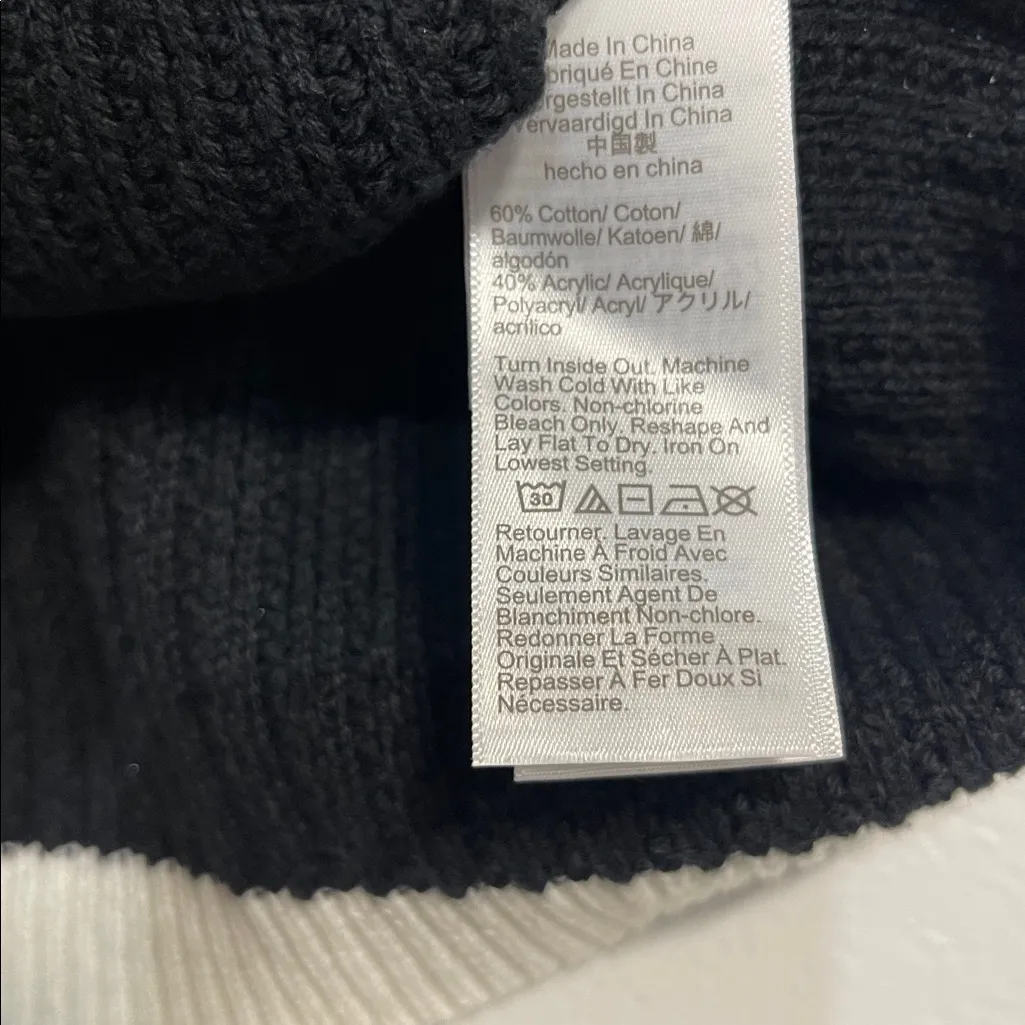 Made In China
briqué En Chine
rgestellt In China
Vervaardigd In China
中国製
hecho en china
60% Cotton/ Coton/
Baumwolle/ Katoen/ 綿/
algodón
40% Acrylic/ Acrylique/
Polyacryl/ Acryl/ アクリル/
acrílico
Turn Inside Out. Machine
Wash Cold With Like
Colors. Non-chlorine
Bleach Only. Reshape And
Lay Flat To Dry. Iron On
Lowest Setting.
30
Retourner. Lavage En
Machine À Froid Avec
Couleurs Similaires.
Seulement Agent De
Blanchiment Non-chlore.
Redonner La Forme
Originale Et Sécher À Plat.
Repasser À Fer Doux Si
Nécessaire.